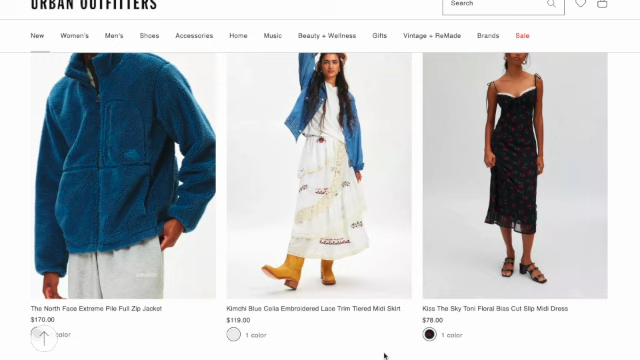 URBAN OUTFITTERS
Search
New Women's Men's Shoes Accessories Home Music Beauty + Wellness Gifts Vintage + ReMade Brands Sale
The North Face Extreme Pile Full Zip Jacket
$170.00
color
Kimchi Blue Celia Embroidered Lace Trim Tiered Midi Skirt
$119.00
1 color
Kiss The Sky Toni Floral Bias Cut Slip Midi Dress
$78.00
1 color